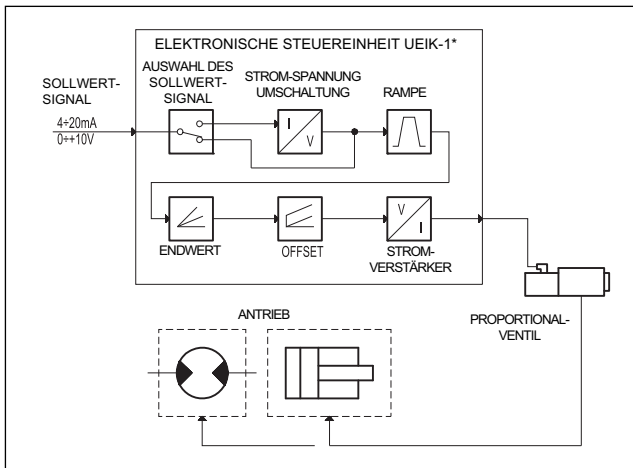 ELEKTRONISCHE STEUEREINHEIT UEIK-1*
AUSWAHL DES
SOLLWERT-
SIGNAL
STROM-SPANNUNG
UMSCHALTUNG
RAMPE
SOLLWERT-
SIGNAL
4÷20mA
0÷+10V
I
V
ENDWERT
OFFSET
V
I
STROM-
VERSTÄRKER
ANTRIEB
PROPORTIONAL-
VENTIL